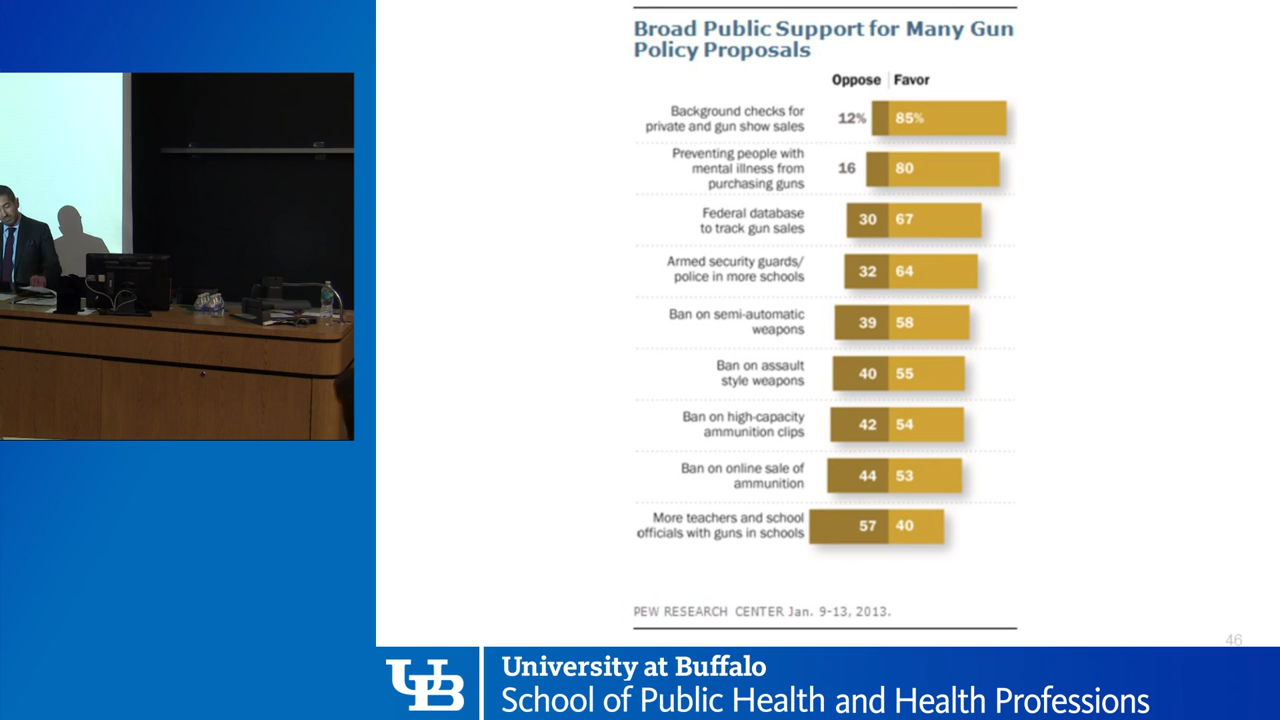 Broad Public Support for Many Gun
Policy Proposals
Oppose Favor
Background checks for
private and gun show sales
12% 85%
Preventing people with
mental illness from
purchasing guns
16 80
Federal database
to track gun sales
30 67
Armed security guards/
police in more schools
32 64
Ban on semi-automatic
weapons
39 58
Ban on assault
style weapons
40 55
Ban on high-capacity
ammunition clips
42 54
Ban on online sale of
ammunition
44 53
More teachers and school
officials with guns in schools
57 40
PEW RESEARCH CENTER Jan. 9-13, 2013.
46
UB
University at Buffalo
School of Public Health and Health Professions